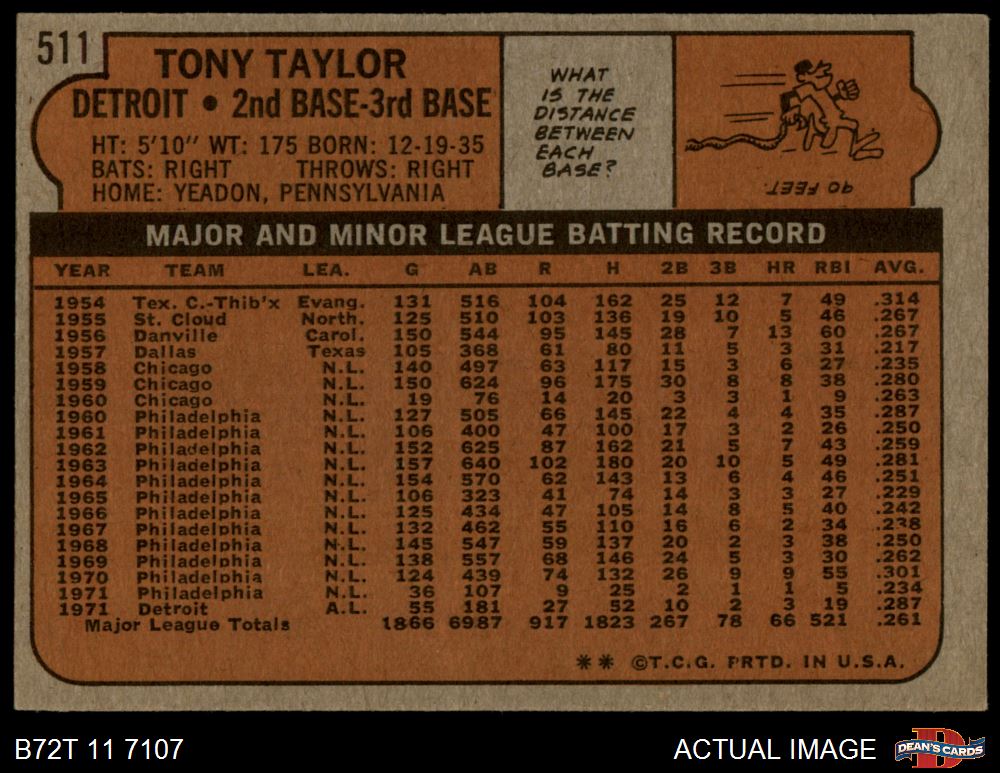 511
TONY TAYLOR
DETROIT • 2nd BASE-3rd BASE
HT: 5'10" WT: 175 BORN: 12-19-35
BATS: RIGHT THROWS: RIGHT
HOME: YEADON, PENNSYLVANIA
WHAT
IS THE
DISTANCE
BETWEEN
EACH
BASE?
90 FEET.
MAJOR AND MINOR LEAGUE BATTING RECORD
YEAR TEAM LEA. G AB R H 2B 3B HR RBI AVG.
1954 Tex. C.-Thib'x Evang. 131 516 104 162 25 12 7 49 .314
1955 St. Cloud North. 125 510 103 136 19 10 5 46 .267
1956 Danville Carol. 150 544 95 145 28 7 13 60 .267
1957 Dallas Texas 105 368 61 80 11 5 3 31 .217
1958 Chicago N.L. 140 497 63 117 15 3 6 27 .235
1959 Chicago N.L. 150 624 96 175 30 8 8 38 .280
1960 Chicago N.L. 19 76 14 20 3 3 1 9 .263
1960 Philadelphia N.L. 127 505 66 145 22 4 4 35 .287
1961 Philadelphia N.L. 106 400 47 100 17 3 2 26 .250
1962 Philadelphia N.L. 152 625 87 162 21 5 7 43 .259
1963 Philadelphia N.L. 157 640 102 180 20 10 5 49 .281
1964 Philadelphia N.L. 154 570 62 143 13 6 4 46 .251
1965 Philadelphia N.L. 106 323 41 74 14 3 3 27 .229
1966 Philadelphia N.L. 125 434 47 105 14 8 5 40 .242
1967 Philadelphia N.L. 132 462 55 110 16 6 2 34 .238
1968 Philadelphia N.L. 145 547 59 137 20 2 3 38 .250
1969 Philadelphia N.L. 138 557 68 146 24 5 3 30 .262
1970 Philadelphia N.L. 124 439 74 132 26 9 9 55 .301
1971 Philadelphia N.L. 36 107 9 25 2 1 1 5 .234
1971 Detroit A.L. 55 181 27 52 10 2 3 19 .287
Major League Totals 1866 6987 917 1823 267 78 66 521 .261
** ©T.C.G. PRTD. IN U.S.A.
B72T 11 7107
ACTUAL IMAGE
DEAN'S CARDS